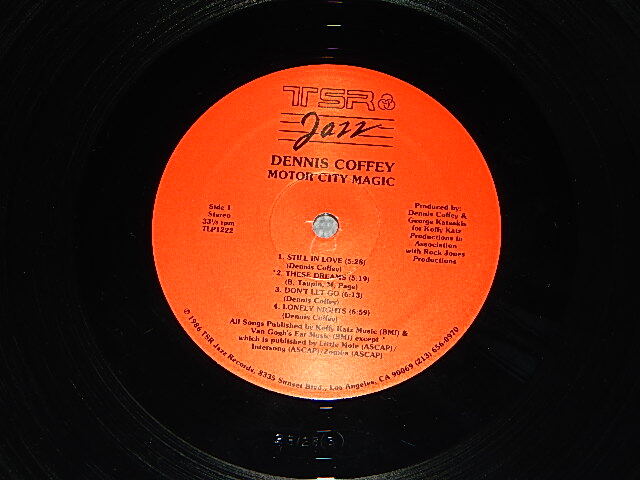 TSR
Jazz
DENNIS COFFEY
MOTOR CITY MAGIC
Side 1
Stereo
33⅓ rpm
TLP1222
Produced by:
Dennis Coffey &
George Katsakis
for Koffy Katz
Productions in
Association
with Rock Jones
Productions
1. STILL IN LOVE (5:28)
(Dennis Coffey)
*2. THESE DREAMS (5:19)
(B. Taupin, M. Page)
3. DON'T LET GO (6:13)
(Dennis Coffey)
4. LONELY NIGHTS (6:59)
(Dennis Coffey)
All Songs Published by Koffy Katz Music (BMI) &
Van Gogh's Ear Music (BMI) except *
which is published by Little Mole (ASCAP)/
Intersong (ASCAP)/Zomba (ASCAP)
℗ 1986 TSR Jazz Records, 8335 Sunset Blvd., Los Angeles, CA 90069 (213) 656-0970